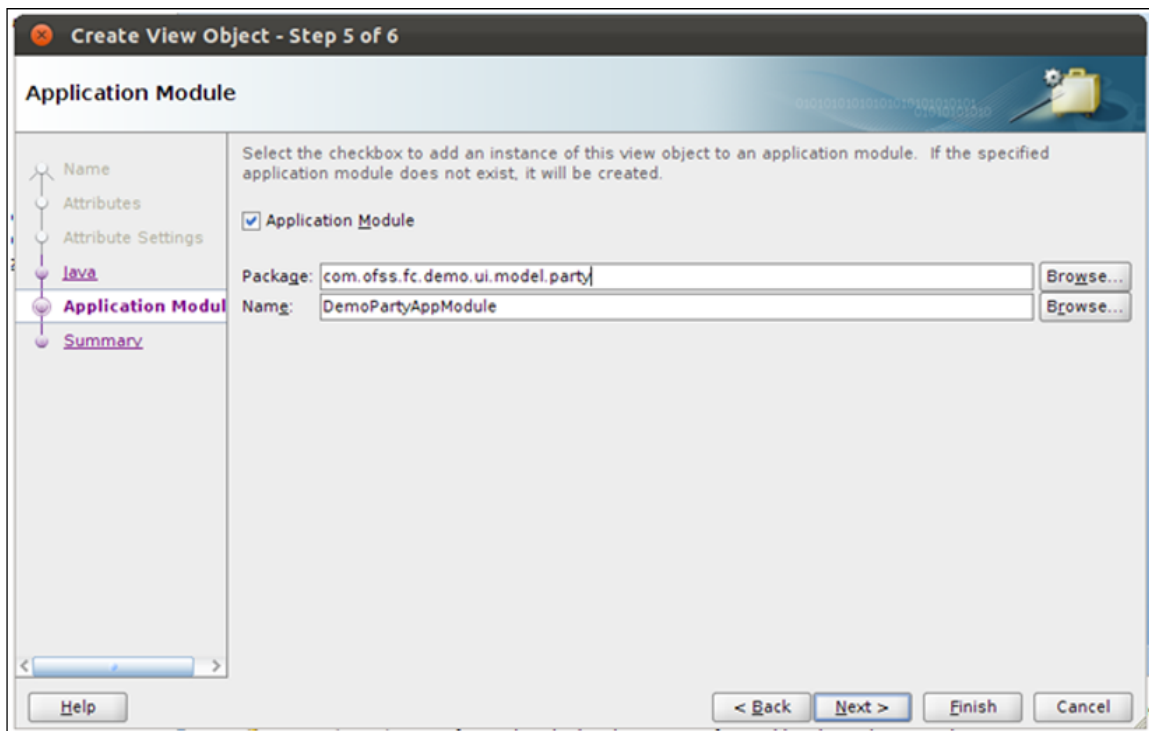 Create View Object - Step 5 of 6
Application Module
Name
Attributes
Attribute Settings
Java
Application Modul
Summary
Select the checkbox to add an instance of this view object to an application module. If the specified
application module does not exist, it will be created.
Application Module
Package: com.ofss.fc.demo.ui.model.party Browse...
Name: DemoPartyAppModule Browse...
Help < Back Next > Finish Cancel